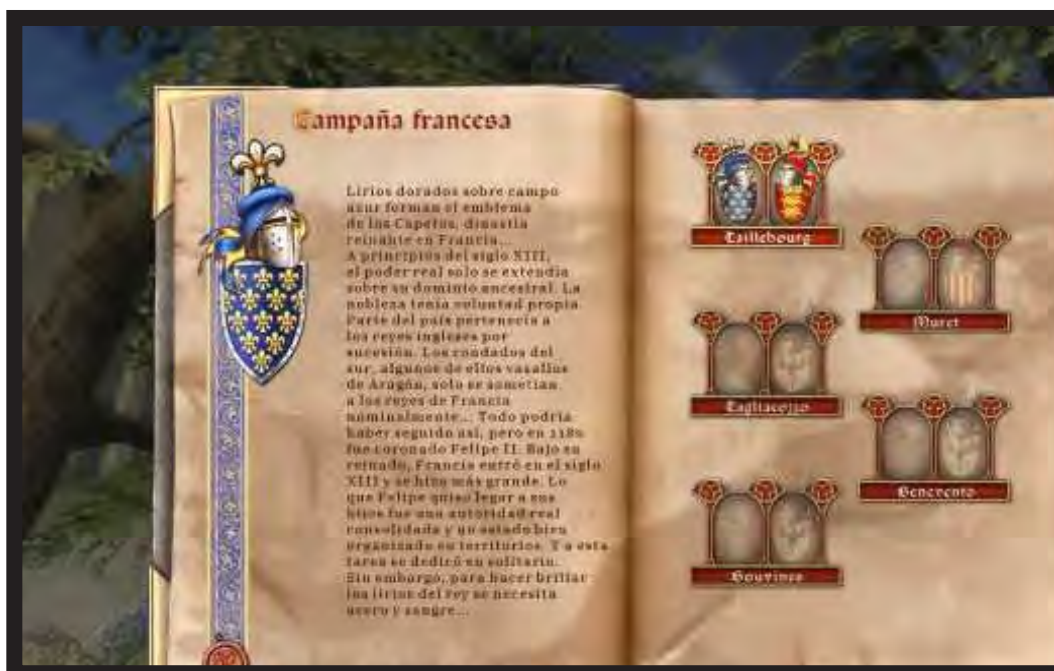 Campaña francesa
Lirios dorados sobre campo
azur forman el emblema
de los Capetos, dinastía
reinante en Francia...
A principios del siglo XIII,
el poder real solo se extendía
sobre su dominio ancestral. La
nobleza tenía voluntad propia.
Parte del país pertenecía a
los reyes ingleses por
sucesión. Los condados del
sur, algunos de ellos vasallos
de Aragón, solo se sometían
a los reyes de Francia
nominalmente... Todo podría
haber seguido así, pero en 1180
fue coronado Felipe II. Bajo su
reinado, Francia entró en el siglo
XIII y se hizo más grande. Lo
que Felipe quiso legar a sus
hijos fue una autoridad real
consolidada y un estado bien
organizado en territorios. Y a esta
tarea se dedicó en solitario.
Sin embargo, para hacer brillar
los lirios del rey se necesita
acero y sangre...
Taillebourg
Muret
Tagliacozzo
Benevento
Bouvines